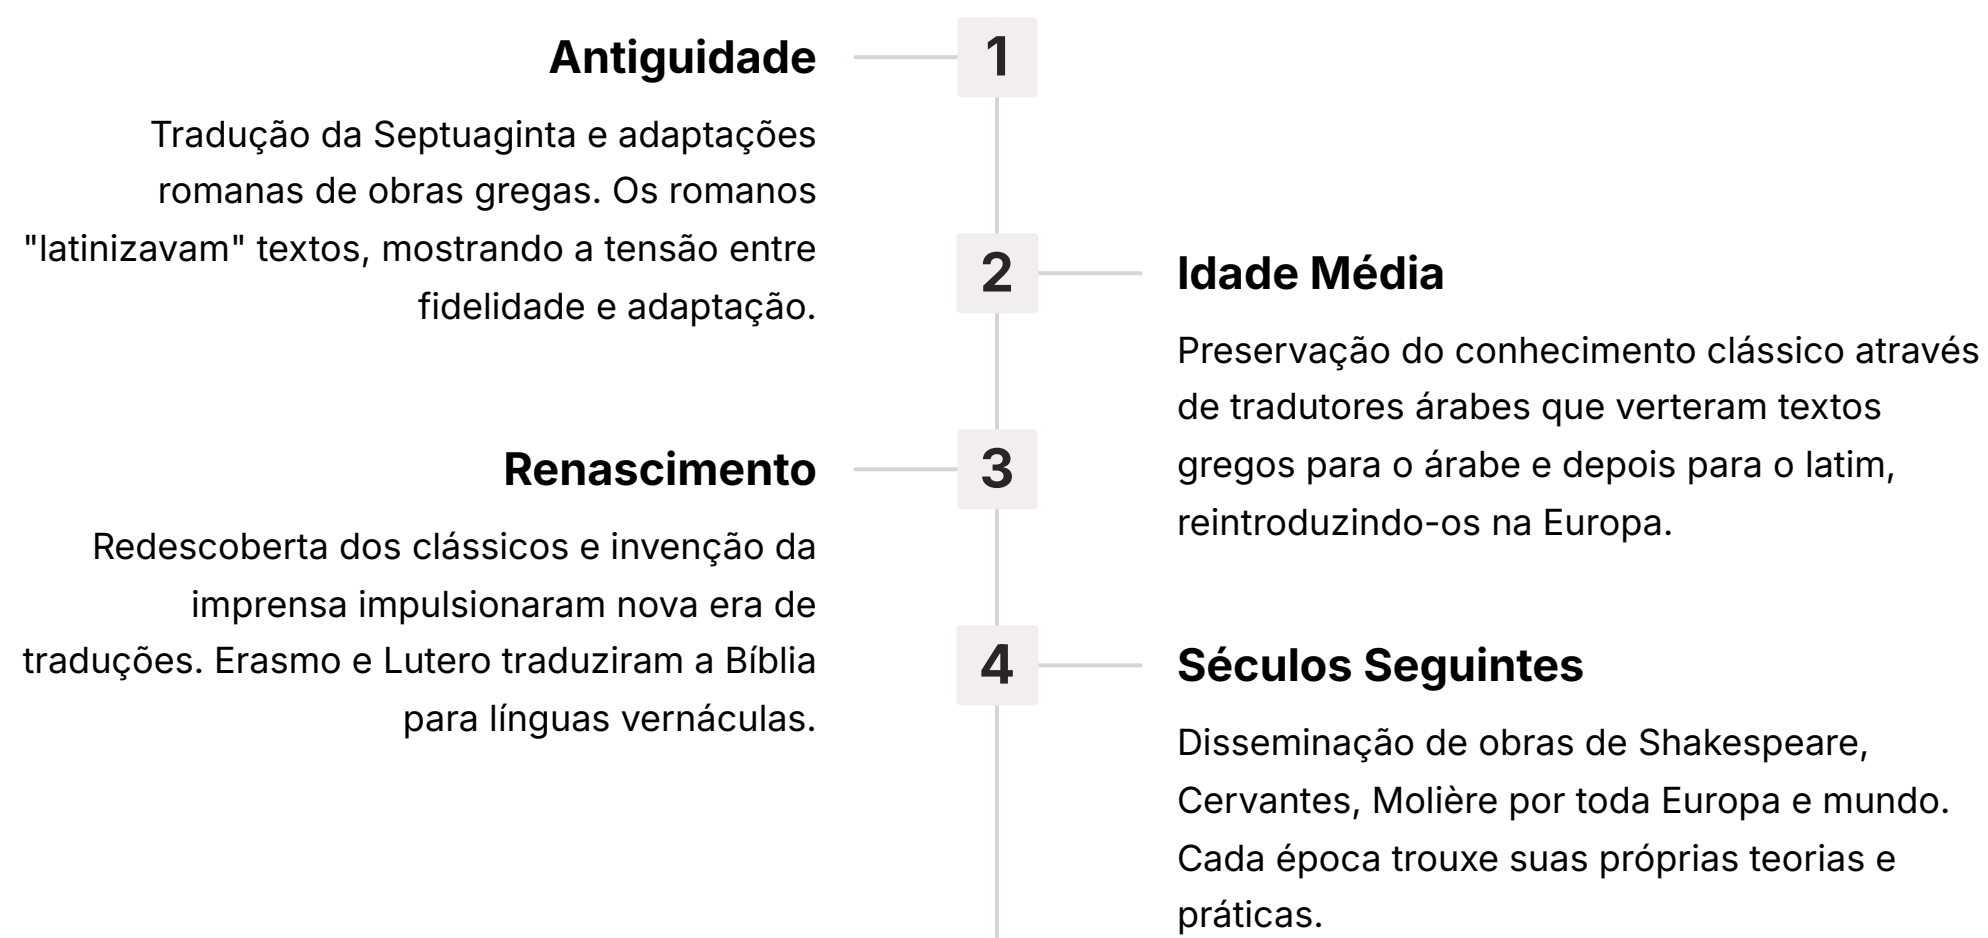 1
Antiguidade
Tradução da Septuaginta e adaptações
romanas de obras gregas. Os romanos
"latinizavam" textos, mostrando a tensão entre
fidelidade e adaptação.
2
Idade Média
Preservação do conhecimento clássico através
de tradutores árabes que verteram textos
gregos para o árabe e depois para o latim,
reintroduzindo-os na Europa.
3
Renascimento
Redescoberta dos clássicos e invenção da
imprensa impulsionaram nova era de
traduções. Erasmo e Lutero traduziram a Bíblia
para línguas vernáculas.
4
Séculos Seguintes
Disseminação de obras de Shakespeare,
Cervantes, Molière por toda Europa e mundo.
Cada época trouxe suas próprias teorias e
práticas.